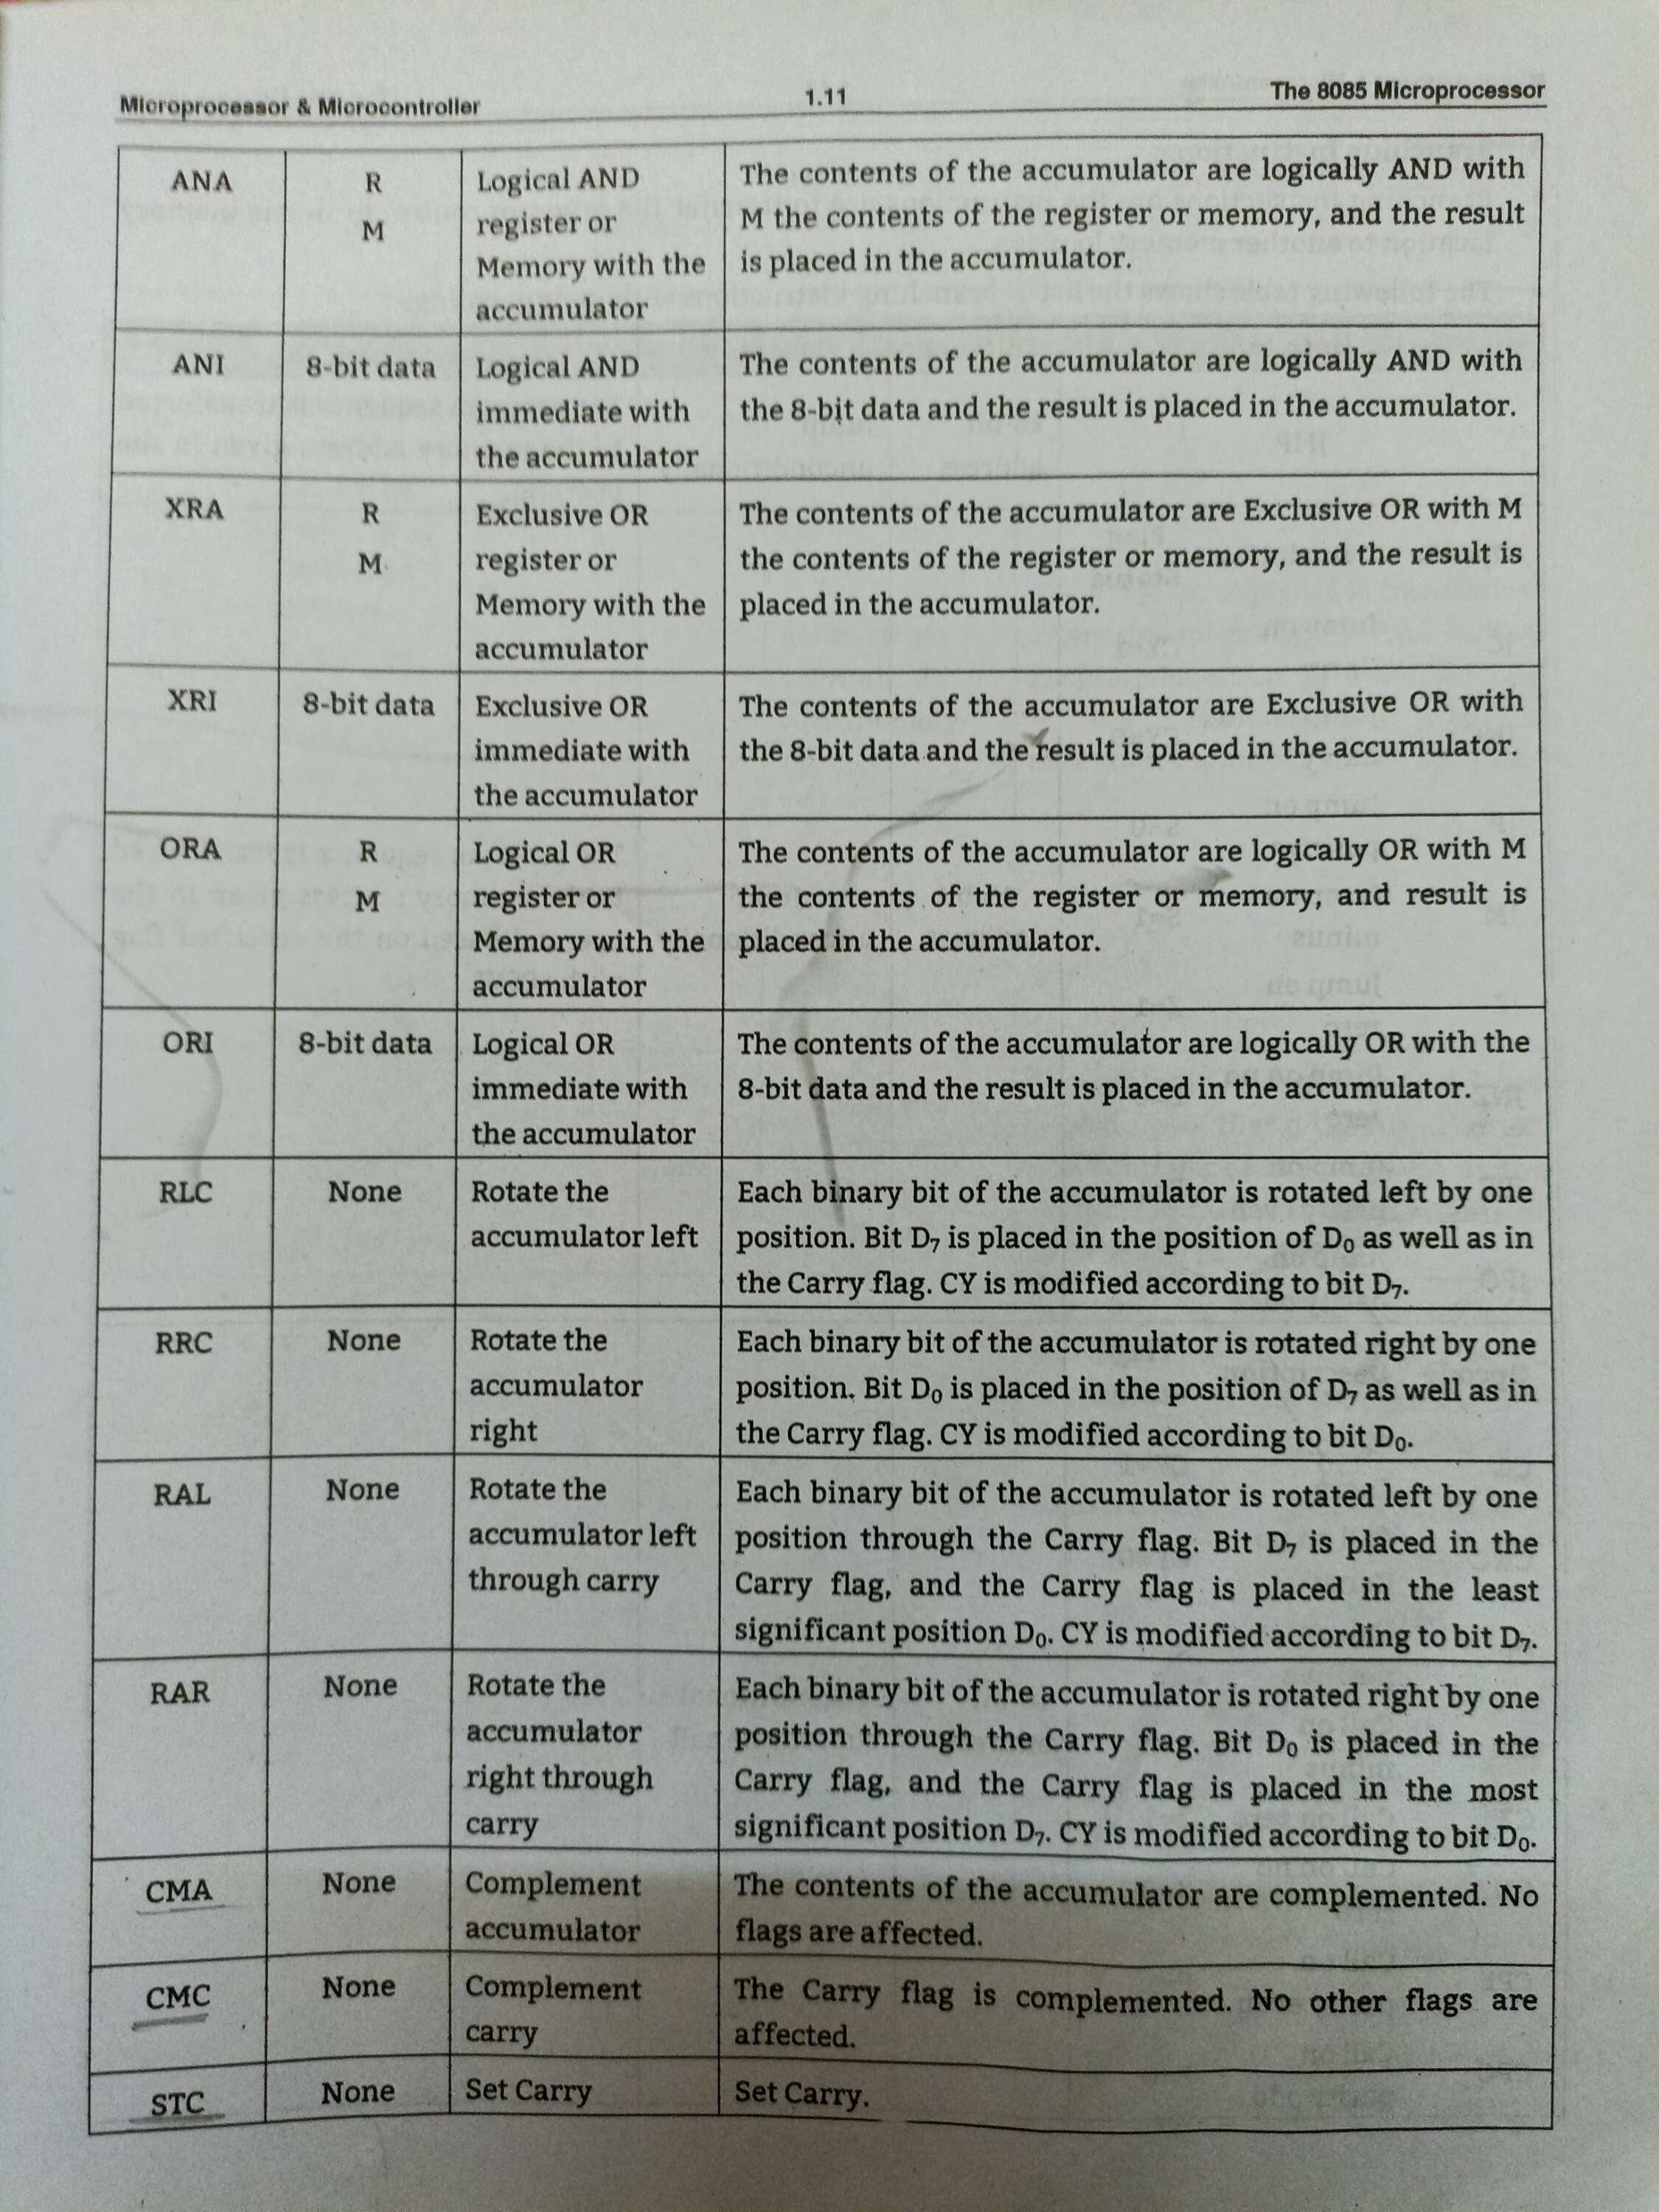 Microprocessor & Microcontroller 1.11 The 8085 Microprocessor
ANA R Logical AND The contents of the accumulator are logically AND with
M register or M the contents of the register or memory, and the result
Memory with the is placed in the accumulator.
accumulator
ANI 8-bit data Logical AND The contents of the accumulator are logically AND with
immediate with the 8-bit data and the result is placed in the accumulator.
the accumulator
XRA R Exclusive OR The contents of the accumulator are Exclusive OR with M
M register or the contents of the register or memory, and the result is
Memory with the placed in the accumulator.
accumulator
XRI 8-bit data Exclusive OR The contents of the accumulator are Exclusive OR with
immediate with the 8-bit data and the result is placed in the accumulator.
the accumulator
ORA R Logical OR The contents of the accumulator are logically OR with M
M register or the contents of the register or memory, and result is
Memory with the placed in the accumulator.
accumulator
ORI 8-bit data Logical OR The contents of the accumulator are logically OR with the
immediate with 8-bit data and the result is placed in the accumulator.
the accumulator
RLC None Rotate the Each binary bit of the accumulator is rotated left by one
accumulator left position. Bit D₇ is placed in the position of D₀ as well as in
the Carry flag. CY is modified according to bit D₇.
RRC None Rotate the Each binary bit of the accumulator is rotated right by one
accumulator position. Bit D₀ is placed in the position of D₇ as well as in
right the Carry flag. CY is modified according to bit D₀.
RAL None Rotate the Each binary bit of the accumulator is rotated left by one
accumulator left position through the Carry flag. Bit D₇ is placed in the
through carry Carry flag, and the Carry flag is placed in the least
significant position D₀. CY is modified according to bit D₇.
RAR None Rotate the Each binary bit of the accumulator is rotated right by one
accumulator position through the Carry flag. Bit D₀ is placed in the
right through Carry flag, and the Carry flag is placed in the most
carry significant position D₇. CY is modified according to bit D₀.
CMA None Complement The contents of the accumulator are complemented. No
accumulator flags are affected.
CMC None Complement The Carry flag is complemented. No other flags are
carry affected.
STC None Set Carry Set Carry.